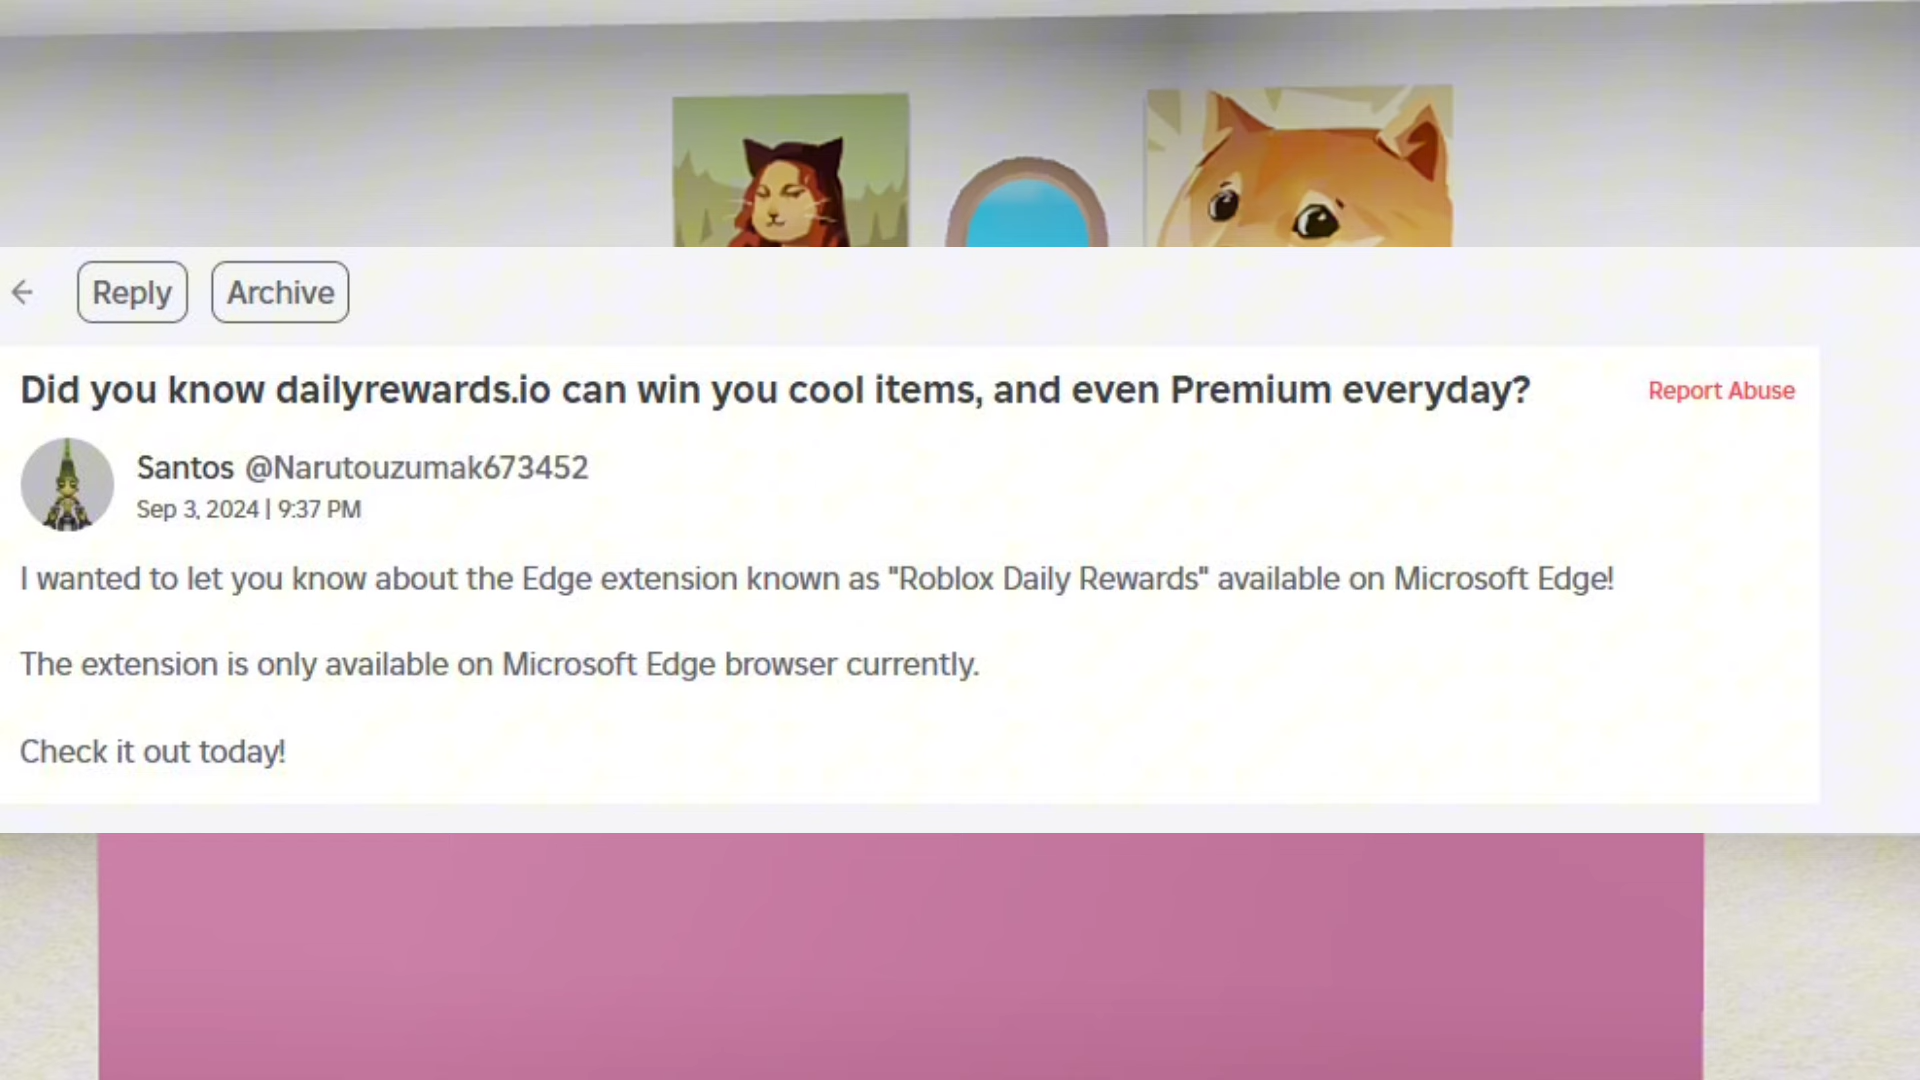 Reply
Archive
Did you know dailyrewards.io can win you cool items, and even Premium everyday?
Report Abuse
Santos @Narutouzumak673452
Sep 3, 2024 | 9:37 PM
I wanted to let you know about the Edge extension known as "Roblox Daily Rewards" available on Microsoft Edge!
The extension is only available on Microsoft Edge browser currently.
Check it out today!